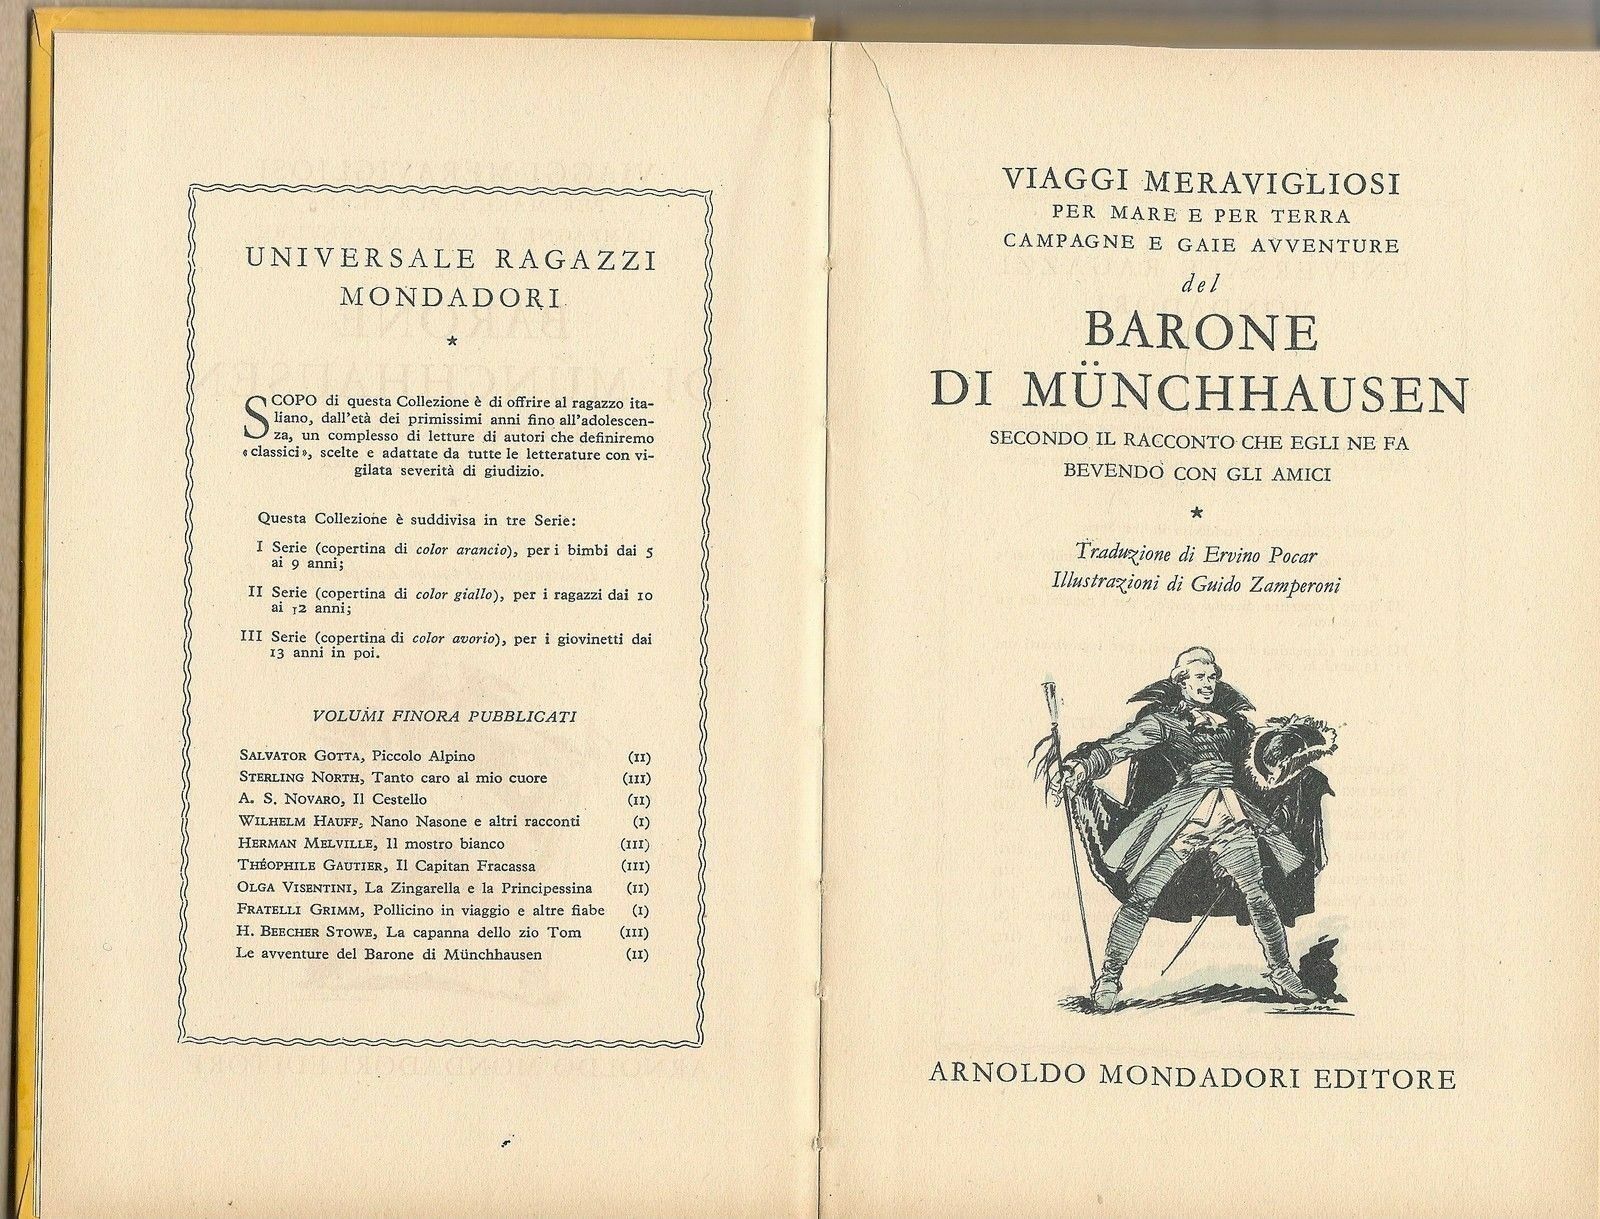 UNIVERSALE RAGAZZI
MONDADORI
*
SCOPO di questa Collezione è di offrire al ragazzo ita-
liano, dall'età dei primissimi anni fino all'adolescen-
za, un complesso di letture di autori che definiremo
«classici», scelte e adattate da tutte le letterature con vi-
gilata severità di giudizio.
Questa Collezione è suddivisa in tre Serie:
I Serie (copertina di color arancio), per i bimbi dai 5
ai 9 anni;
II Serie (copertina di color giallo), per i ragazzi dai 10
ai 12 anni;
III Serie (copertina di color avorio), per i giovinetti dai
13 anni in poi.
VOLUMI FINORA PUBBLICATI
SALVATOR GOTTA, Piccolo Alpino (II)
STERLING NORTH, Tanto caro al mio cuore (III)
A. S. NOVARO, Il Cestello (II)
WILHELM HAUFF, Nano Nasone e altri racconti (I)
HERMAN MELVILLE, Il mostro bianco (III)
THÉOPHILE GAUTIER, Il Capitan Fracassa (III)
OLGA VISENTINI, La Zingarella e la Principessina (II)
FRATELLI GRIMM, Pollicino in viaggio e altre fiabe (I)
H. BEECHER STOWE, La capanna dello zio Tom (III)
Le avventure del Barone di Münchhausen (II)
VIAGGI MERAVIGLIOSI
PER MARE E PER TERRA
CAMPAGNE E GAIE AVVENTURE
del
BARONE
DI MÜNCHHAUSEN
SECONDO IL RACCONTO CHE EGLI NE FA
BEVENDO CON GLI AMICI
*
Traduzione di Ervino Pocar
Illustrazioni di Guido Zamperoni
ARNOLDO MONDADORI EDITORE